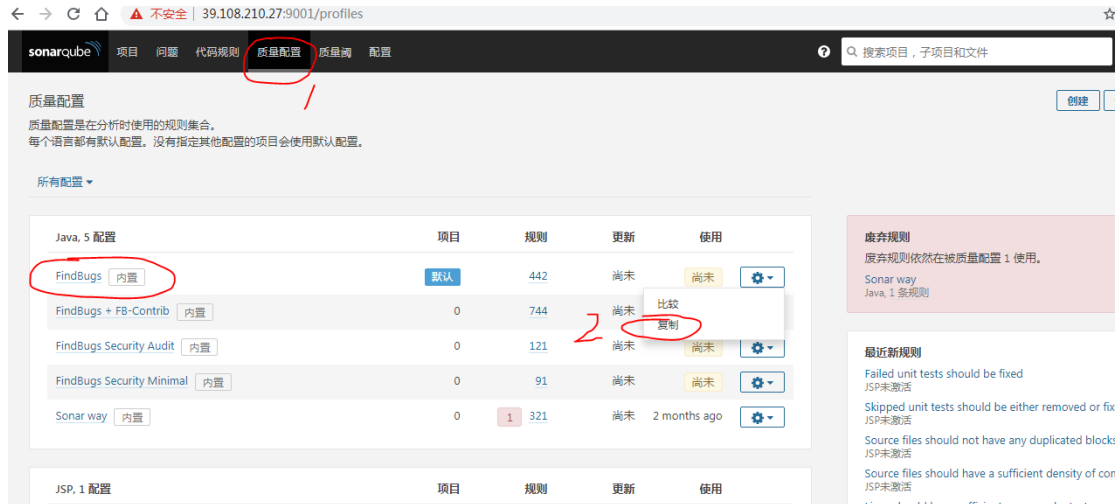 不安全 | 39.108.210.27:9001/profiles
sonarqube 项目 问题 代码规则 质量配置 质量阈 配置 ? 搜索项目，子项目和文件
1
质量配置
创建
质量配置是在分析时使用的规则集合。
每个语言都有默认配置。没有指定其他配置的项目会使用默认配置。
所有配置
Java, 5 配置 项目 规则 更新 使用
FindBugs 内置 默认 442 尚未 尚未
比较
FindBugs + FB-Contrib 内置 0 744 尚未
2 复制
FindBugs Security Audit 内置 0 121 尚未 尚未
FindBugs Security Minimal 内置 0 91 尚未 尚未
Sonar way 内置 0 1 321 尚未 2 months ago
JSP, 1 配置 项目 规则 更新 使用
废弃规则
废弃规则依然在被质量配置 1 使用。
Sonar way
Java, 1 条规则
最近新规则
Failed unit tests should be fixed
JSP未激活
Skipped unit tests should be either removed or fix
JSP未激活
Source files should not have any duplicated blocks
JSP未激活
Source files should have a sufficient density of con
JSP未激活